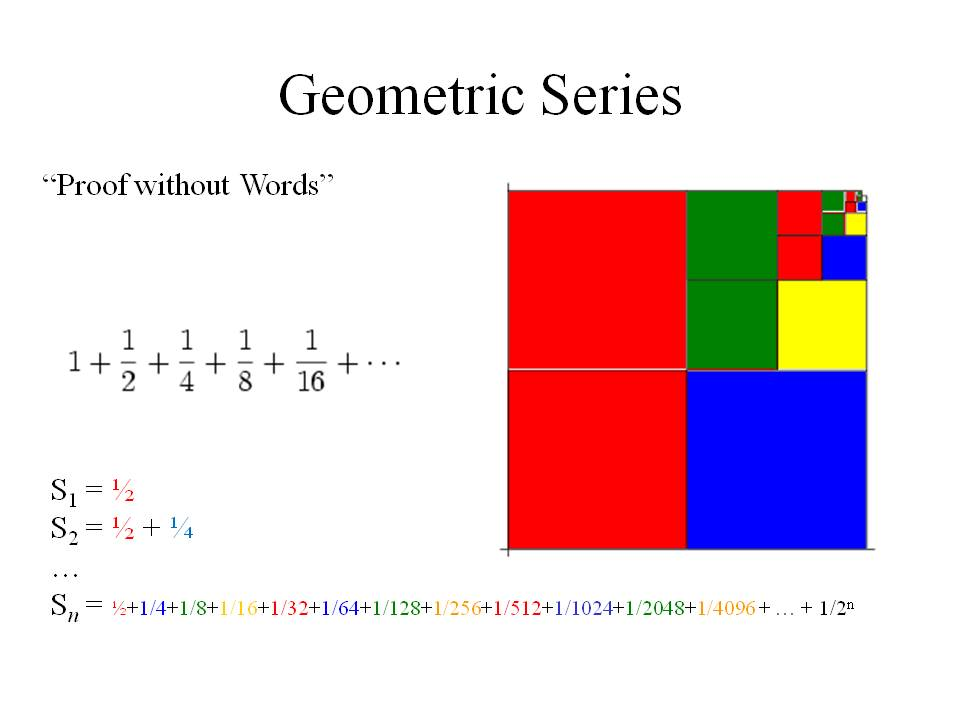 Geometric Series
“Proof without Words”
1 + 1/2 + 1/4 + 1/8 + 1/16 + ⋯
S₁ = ½
S₂ = ½ + ¼
…
Sₙ = ½+1/4+1/8+1/16+1/32+1/64+1/128+1/256+1/512+1/1024+1/2048+1/4096 + … + 1/2ⁿ